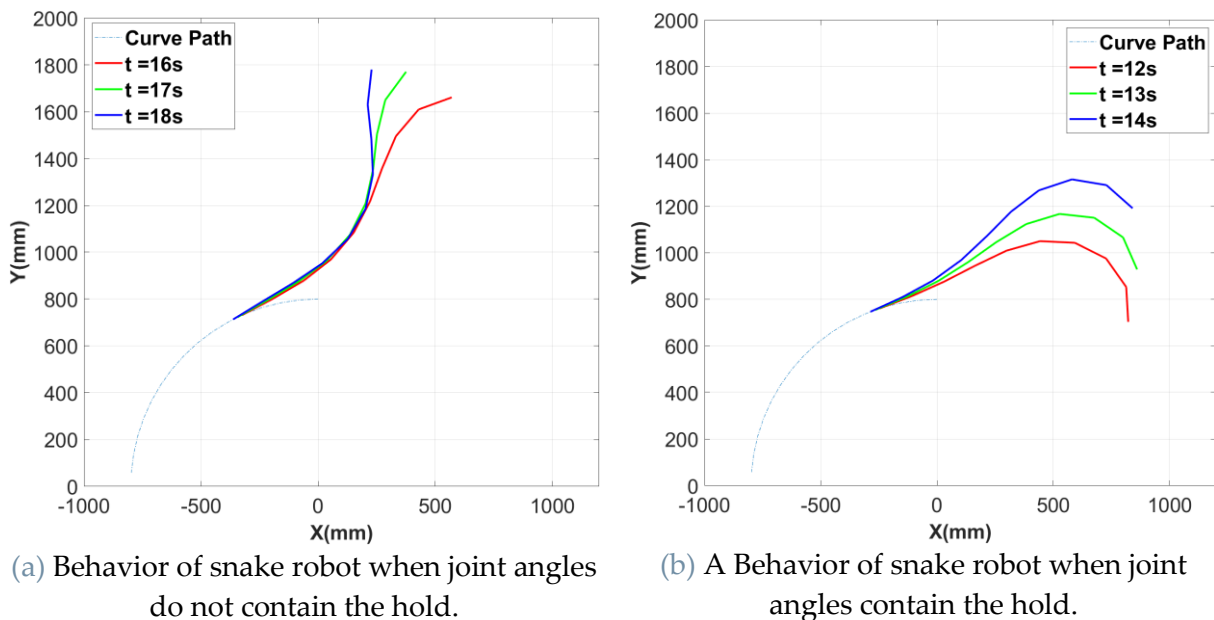 2000
1800
1600
1400
1200
1000
800
600
400
200
0
Y(mm)
-1000
-500
0
500
1000
X(mm)
Curve Path
t =16s
t =17s
t =18s
(a) Behavior of snake robot when joint angles
do not contain the hold.
2000
1800
1600
1400
1200
1000
800
600
400
200
0
Y(mm)
-1000
-500
0
500
1000
X(mm)
Curve Path
t =12s
t =13s
t =14s
(b) A Behavior of snake robot when joint
angles contain the hold.